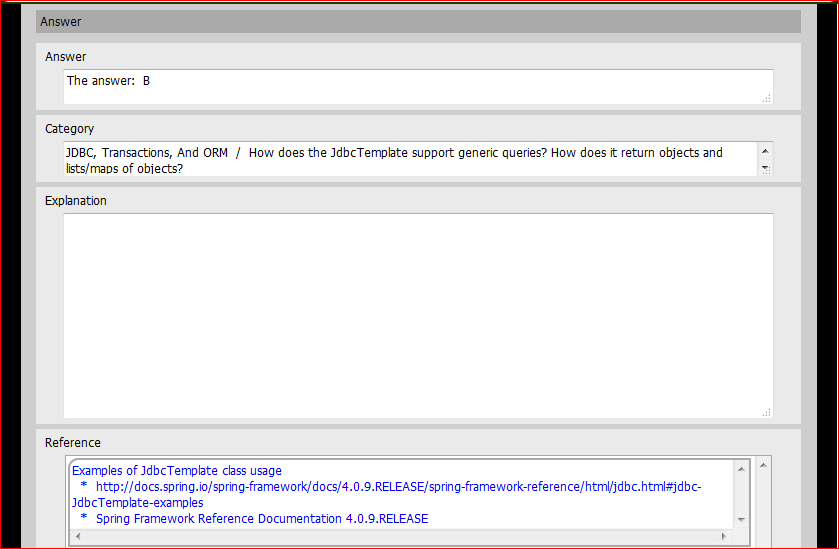 Answer
Answer
The answer:  B
Category
JDBC, Transactions, And ORM  /  How does the JdbcTemplate support generic queries? How does it return objects and
lists/maps of objects?
Explanation
Reference
Examples of JdbcTemplate class usage
*  http://docs.spring.io/spring-framework/docs/4.0.9.RELEASE/spring-framework-reference/html/jdbc.html#jdbc-
JdbcTemplate-examples
*  Spring Framework Reference Documentation 4.0.9.RELEASE